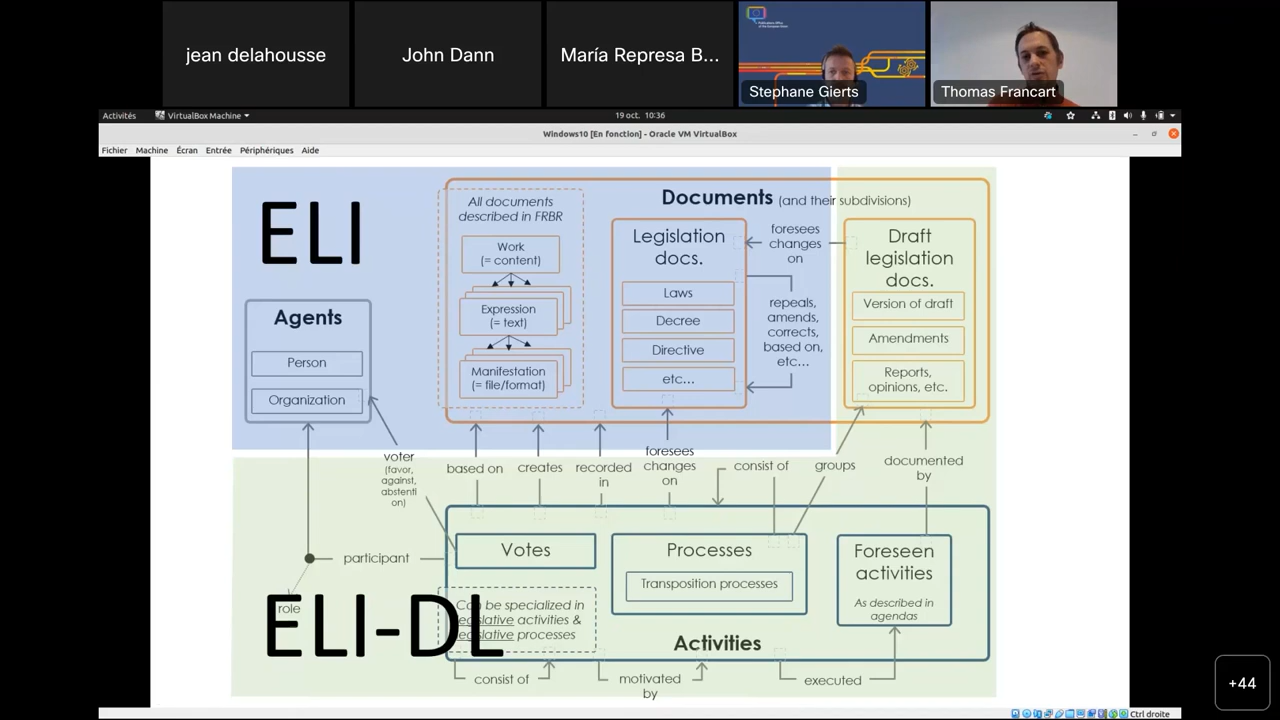 jean delahousse
John Dann
María Represa B...
Stephane Gierts
Thomas Francart
Activités
VirtualBox Machine
19 oct. 10:36
Windows10 [En fonction] - Oracle VM VirtualBox
Fichier Machine Écran Entrée Périphériques Aide
ELI
All documents
described in FRBR
Documents (and their subdivisions)
Work
(= content)
Expression
(= text)
Manifestation
(= file/format)
Legislation
docs.
Laws
Decree
Directive
etc...
foresees
changes
on
repeals,
amends,
corrects,
based on,
etc...
Draft
legislation
docs.
Version of draft
Amendments
Reports,
opinions, etc.
Agents
Person
Organization
voter
(favor,
against,
abstenti
on)
based on
creates
recorded
in
foresees
changes
on
consist of
groups
documented
by
participant
role
ELI-DL
Votes
Can be specialized in
legislative activities &
legislative processes
Processes
Transposition processes
Foreseen
activities
As described in
agendas
Activities
consist of
motivated
by
executed
+44
Ctrl droite